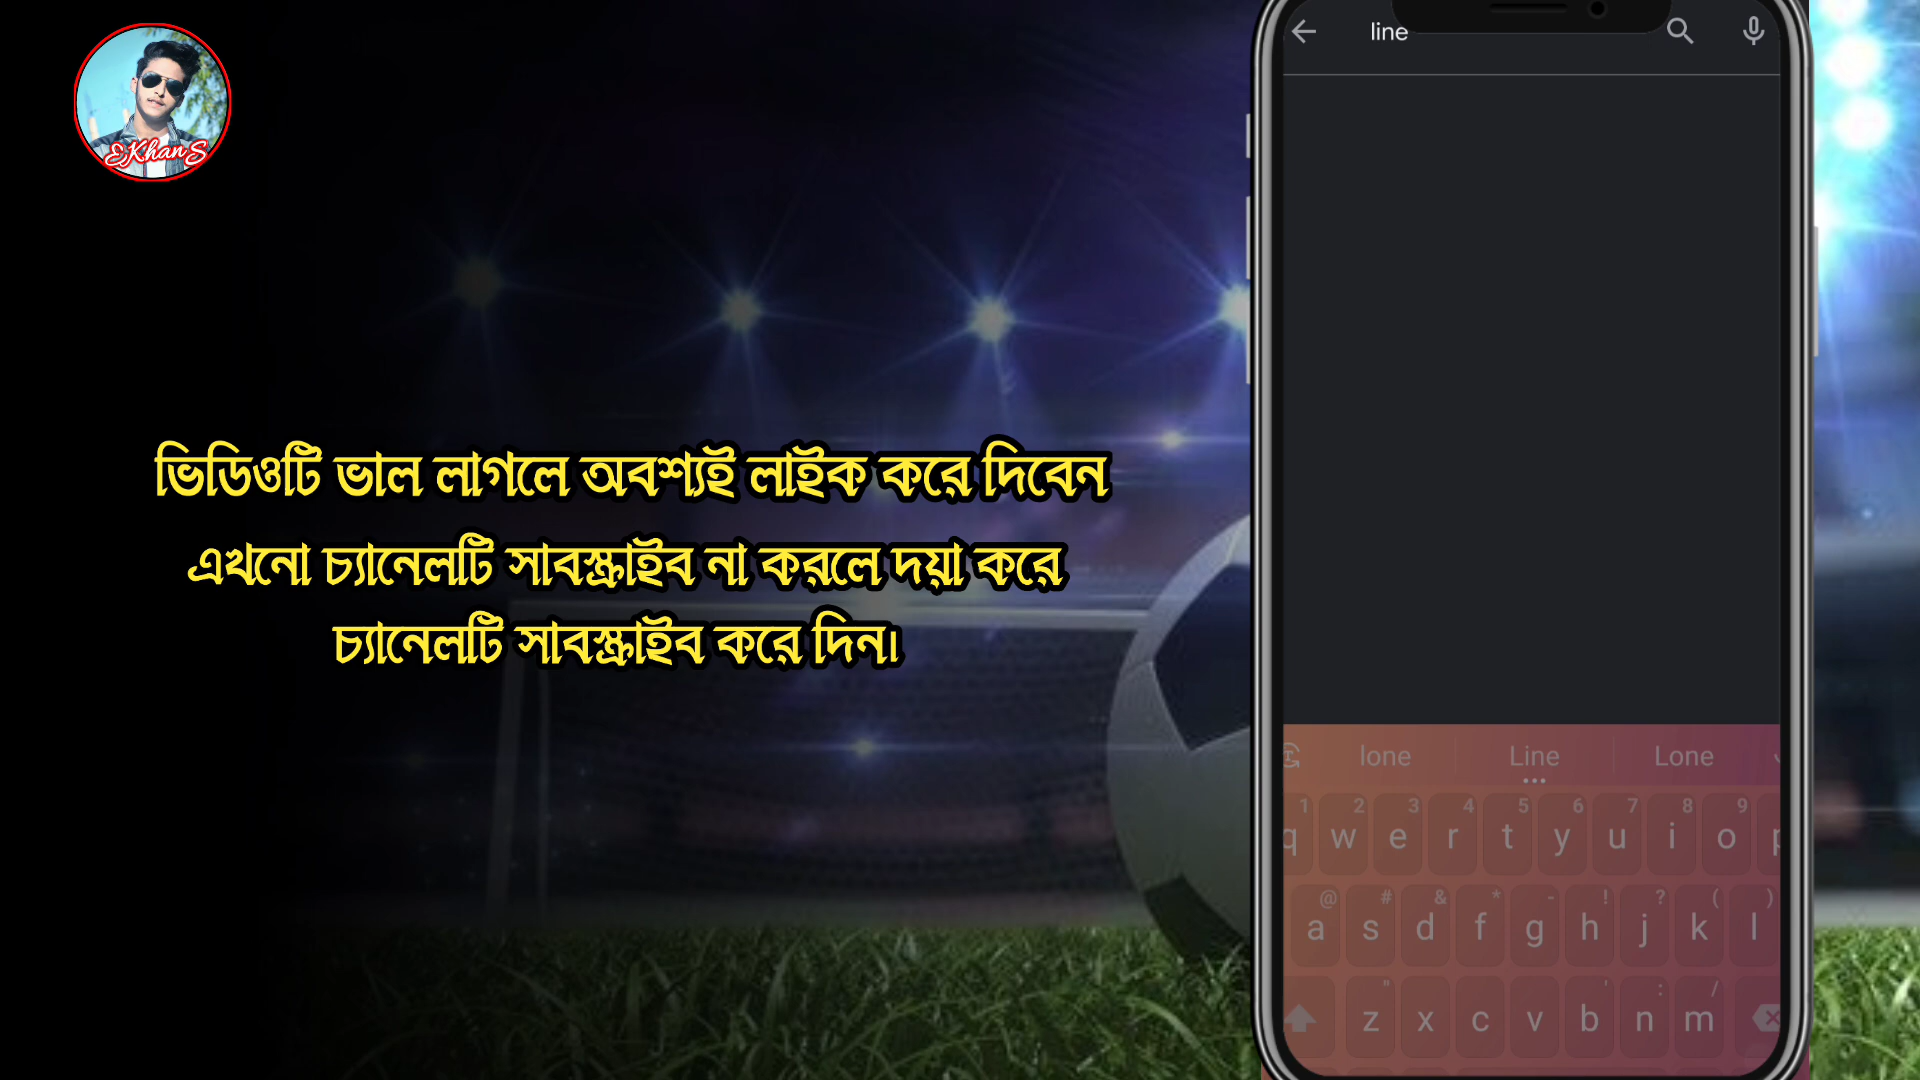 EKhanS
line
ভিডিওটি ভাল লাগলে অবশ্যই লাইক করে দিবেন
এখনো চ্যানেলটি সাবস্ক্রাইব না করলে দয়া করে
চ্যানেলটি সাবস্ক্রাইব করে দিন।
lone Line Lone
1 2 3 4 5 6 7 8 9
q w e r t y u i o p
@ # & * - ! ? ( )
a s d f g h j k l
" ' : /
z x c v b n m